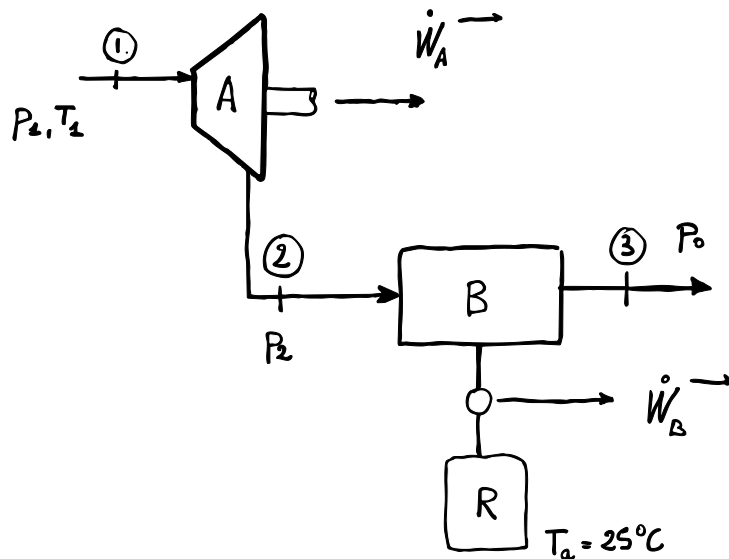 ①
Ẇ_A
A
P₁, T₁
②
③
P₀
B
P₂
Ẇ_B
R
Tₐ = 25°C